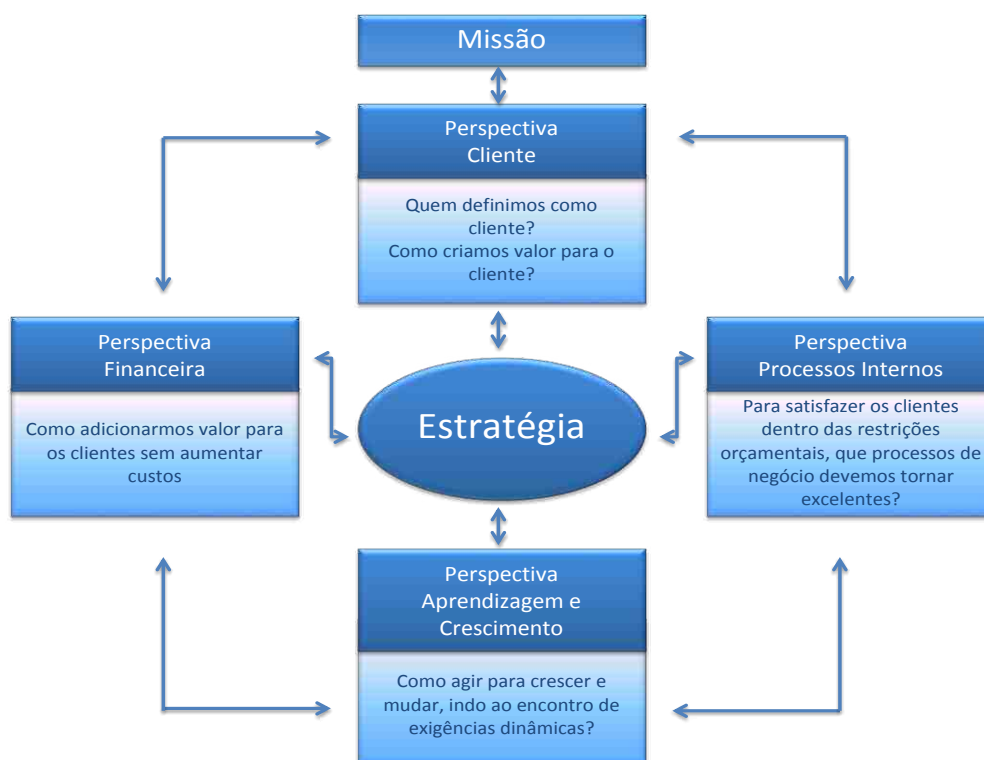 Missão
Perspectiva
Cliente
Quem definimos como
cliente?
Como criamos valor para o
cliente?
Perspectiva
Financeira
Como adicionarmos valor para
os clientes sem aumentar
custos
Estratégia
Perspectiva
Processos Internos
Para satisfazer os clientes
dentro das restrições
orçamentais, que processos de
negócio devemos tornar
excelentes?
Perspectiva
Aprendizagem e
Crescimento
Como agir para crescer e
mudar, indo ao encontro de
exigências dinâmicas?